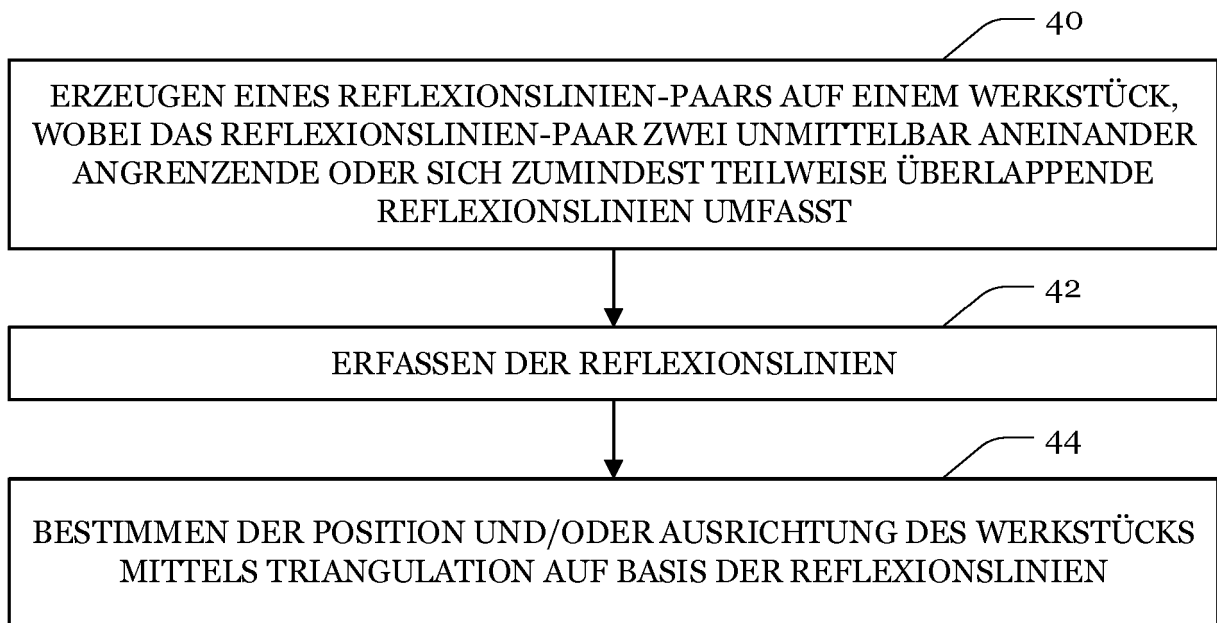 40
ERZEUGEN EINES REFLEXIONSLINIEN-PAARS AUF EINEM WERKSTÜCK,
WOBEI DAS REFLEXIONSLINIEN-PAAR ZWEI UNMITTELBAR ANEINANDER
ANGRENZENDE ODER SICH ZUMINDEST TEILWEISE ÜBERLAPPENDE
REFLEXIONSLINIEN UMFASST
42
ERFASSEN DER REFLEXIONSLINIEN
44
BESTIMMEN DER POSITION UND/ODER AUSRICHTUNG DES WERKSTÜCKS
MITTELS TRIANGULATION AUF BASIS DER REFLEXIONSLINIEN